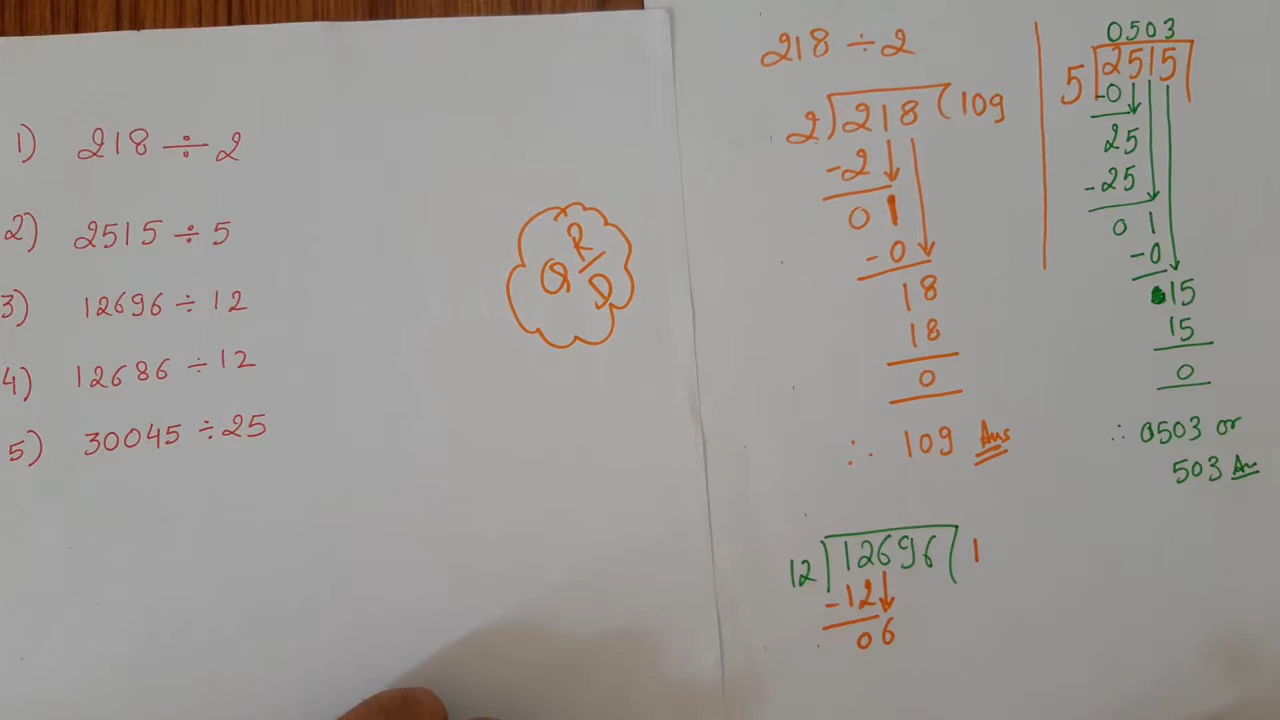 1) 218 ÷ 2
2) 2515 ÷ 5
3) 12696 ÷ 12
4) 12686 ÷ 12
5) 30045 ÷ 25
Q R/D
218 ÷ 2
2)218(109
-2
01
-0
18
18
0
∴ 109 Ans
0503
5 2515
-0
25
-25
01
-0
15
15
0
∴ 0503 or
503 An
12)12696(1
-12
06